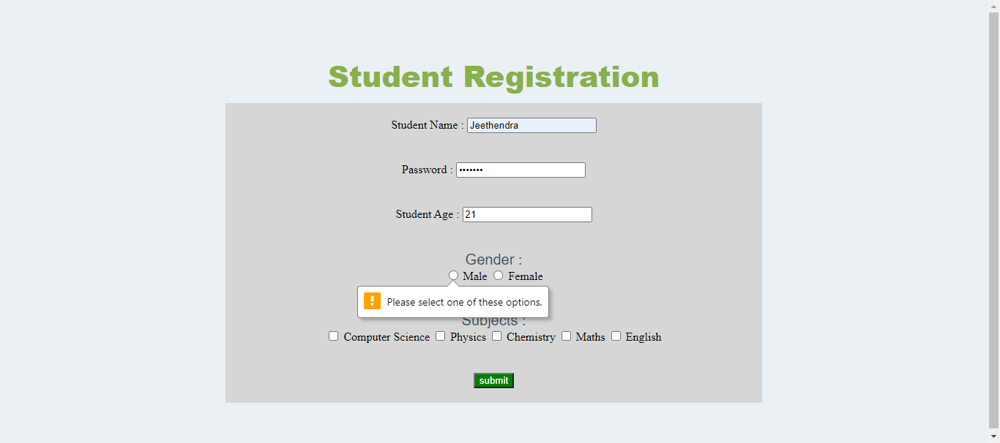 Student Registration
Student Name : Jeethendra
Password : •••••••
Student Age : 21
Gender :
Male Female
Please select one of these options.
Subjects :
Computer Science Physics Chemistry Maths English
submit